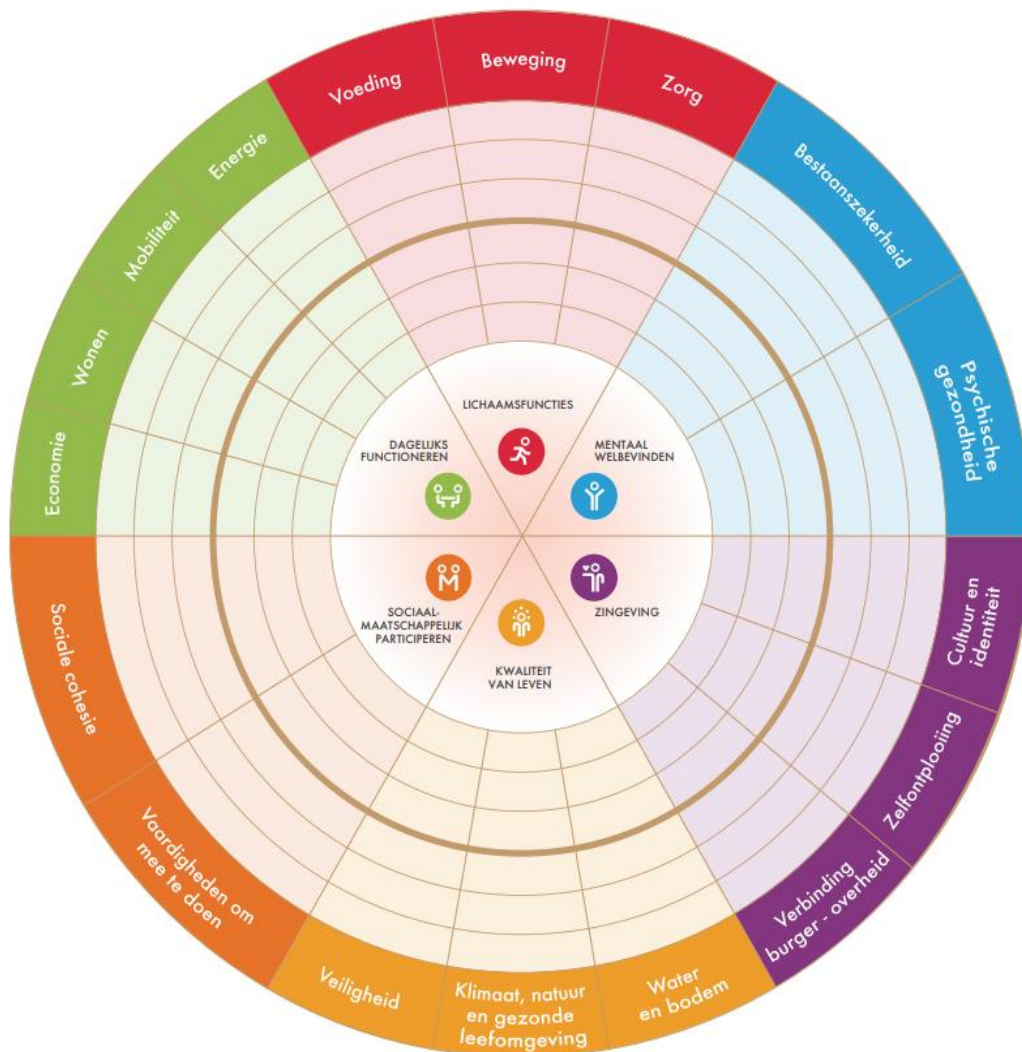 Voeding
Beweging
Zorg
Bestaanszekerheid
Psychische
gezondheid
Cultuur en
identiteit
Zelfontplooiing
Verbinding
burger - overheid
Water
en bodem
Klimaat, natuur
en gezonde
leefomgeving
Veiligheid
Vaardigheden om
mee te doen
Sociale cohesie
Economie
Wonen
Mobiliteit
Energie
LICHAAMSFUNCTIES
MENTAAL
WELBEVINDEN
ZINGEVING
KWALITEIT
VAN LEVEN
SOCIAAL-
MAATSCHAPPELIJK
PARTICIPEREN
DAGELIJKS
FUNCTIONEREN